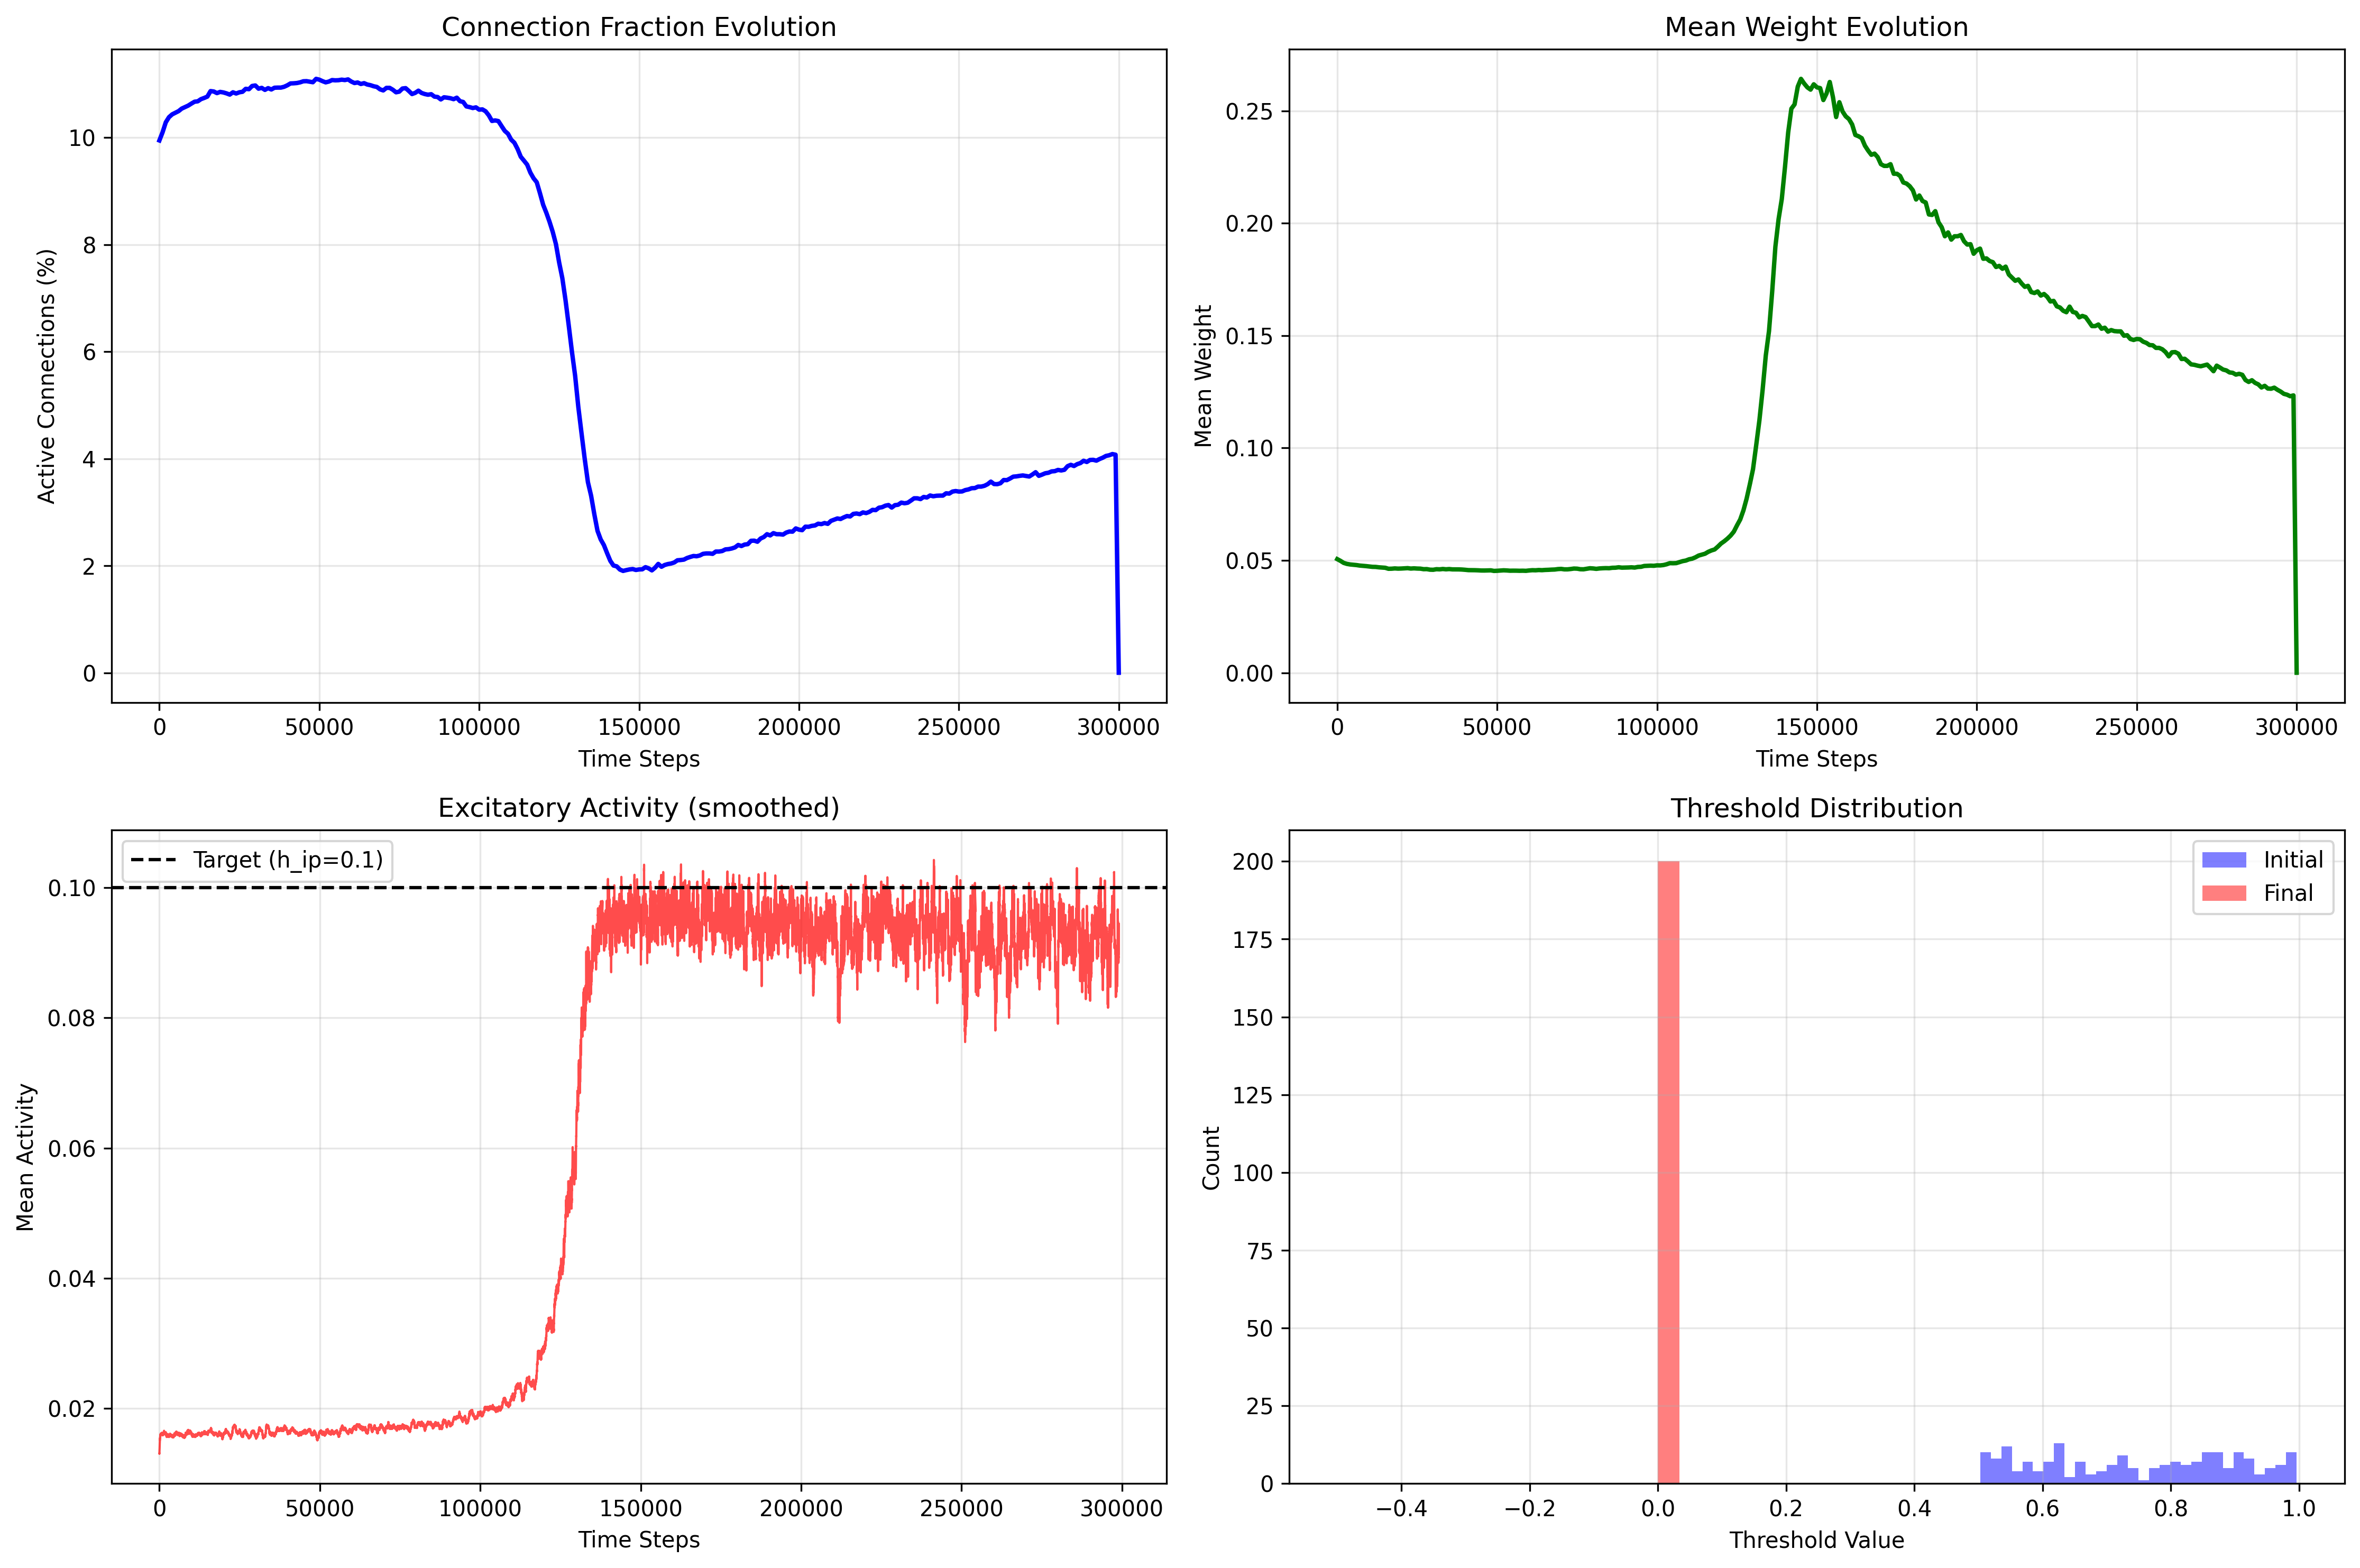 Connection Fraction Evolution
Active Connections (%)
10
8
6
4
2
0
0 50000 100000 150000 200000 250000 300000
Time Steps
Mean Weight Evolution
Mean Weight
0.25
0.20
0.15
0.10
0.05
0.00
0 50000 100000 150000 200000 250000 300000
Time Steps
Excitatory Activity (smoothed)
Target (h_ip=0.1)
Mean Activity
0.10
0.08
0.06
0.04
0.02
0 50000 100000 150000 200000 250000 300000
Time Steps
Threshold Distribution
Initial
Final
Count
200
175
150
125
100
75
50
25
0
−0.4 −0.2 0.0 0.2 0.4 0.6 0.8 1.0
Threshold Value